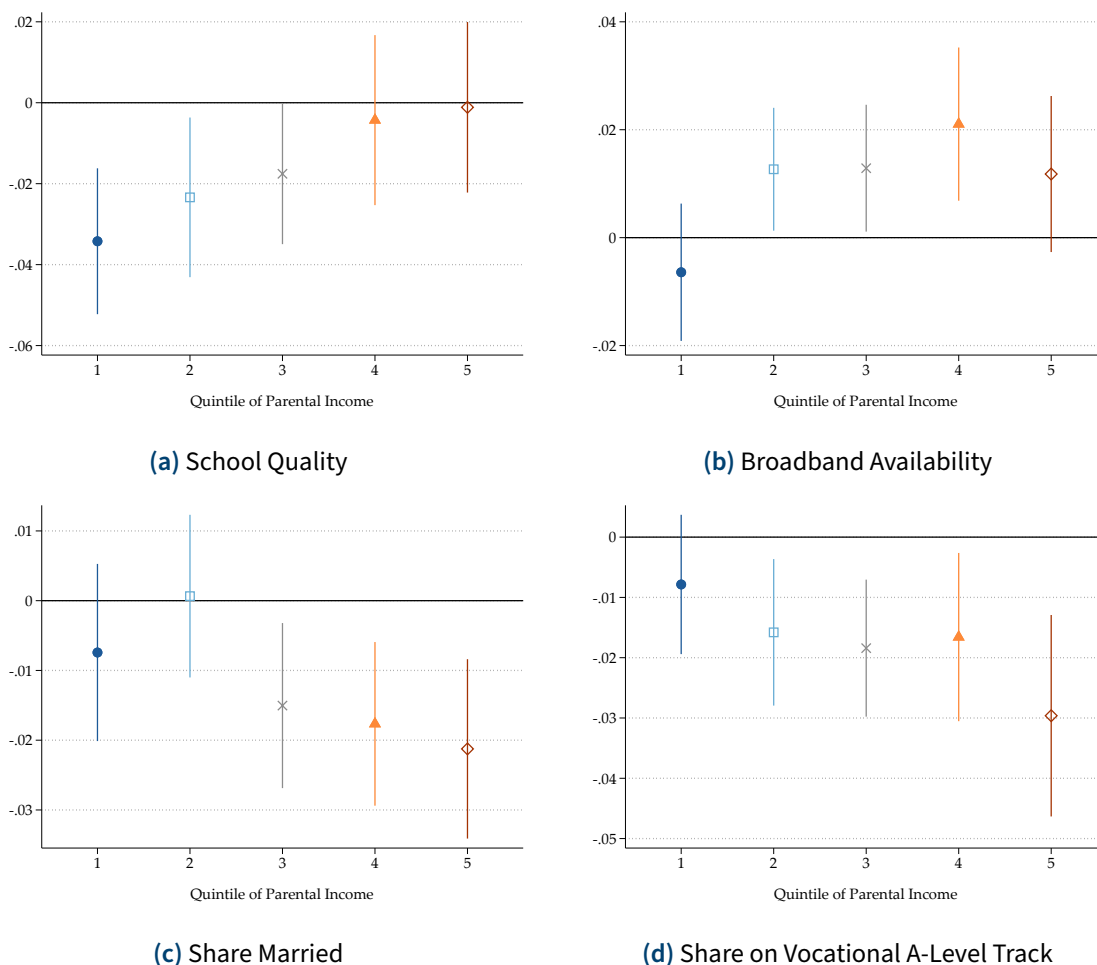 .02
0
-.02
-.04
-.06
1 2 3 4 5
Quintile of Parental Income
(a) School Quality
.04
.02
0
-.02
1 2 3 4 5
Quintile of Parental Income
(b) Broadband Availability
.01
0
-.01
-.02
-.03
1 2 3 4 5
Quintile of Parental Income
(c) Share Married
0
-.01
-.02
-.03
-.04
-.05
1 2 3 4 5
Quintile of Parental Income
(d) Share on Vocational A-Level Track